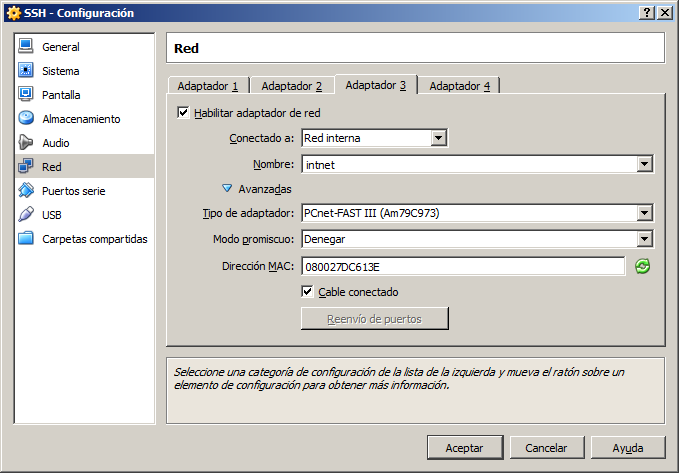 SSH - Configuración
General
Sistema
Pantalla
Almacenamiento
Audio
Red
Puertos serie
USB
Carpetas compartidas
Red
Adaptador 1 Adaptador 2 Adaptador 3 Adaptador 4
Habilitar adaptador de red
Conectado a: Red interna
Nombre: intnet
Avanzadas
Tipo de adaptador: PCnet-FAST III (Am79C973)
Modo promiscuo: Denegar
Dirección MAC: 080027DC613E
Cable conectado
Reenvío de puertos
Seleccione una categoría de configuración de la lista de la izquierda y mueva el ratón sobre un
elemento de configuración para obtener más información.
Aceptar Cancelar Ayuda